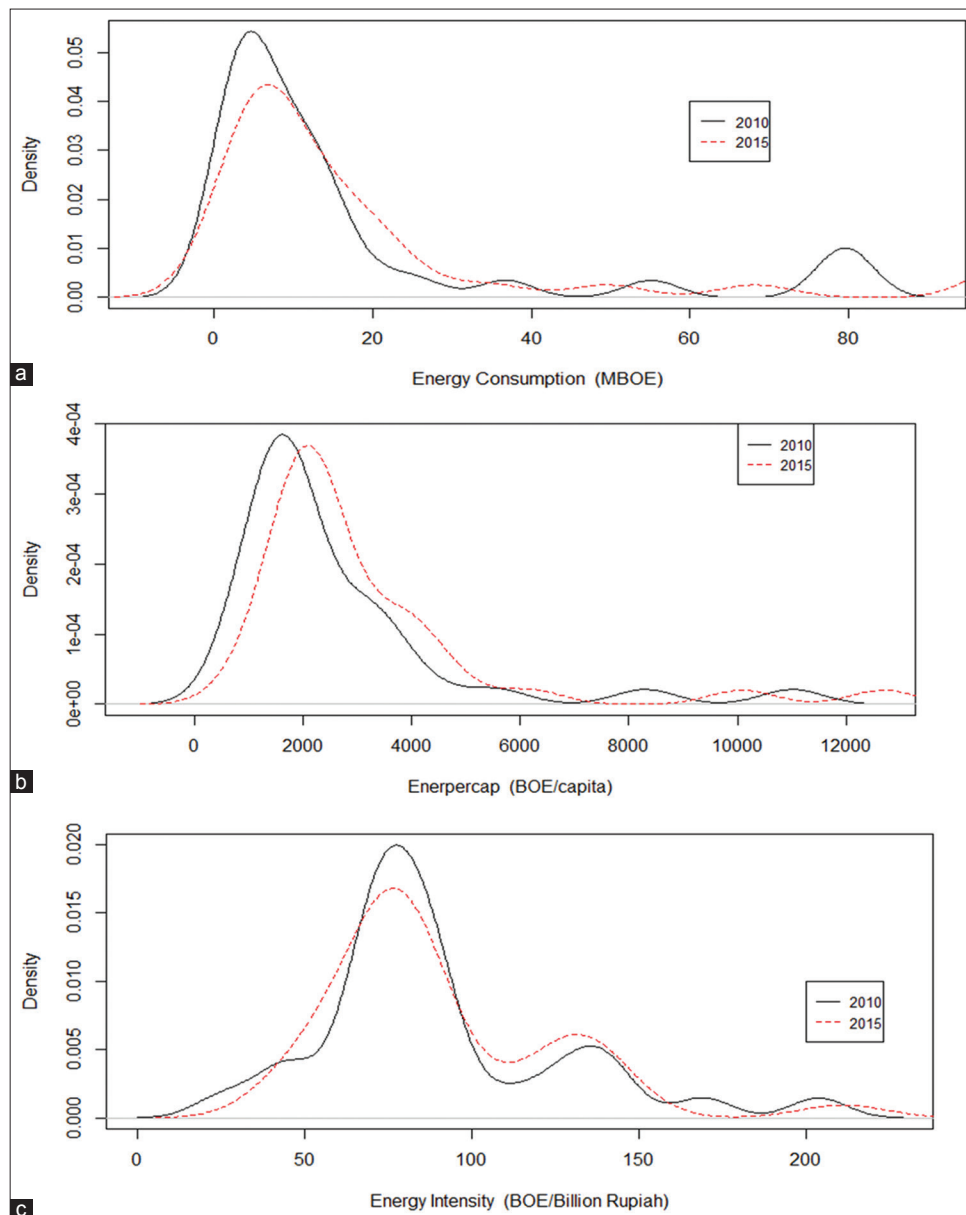 0.05
0.04
0.03
0.02
0.01
0.00
Density
2010
2015
0 20 40 60 80
Energy Consumption (MBOE)
a
4e-04
3e-04
2e-04
1e-04
0e+00
Density
2010
2015
0 2000 4000 6000 8000 10000 12000
Enerpercap (BOE/capita)
b
0.020
0.015
0.010
0.005
0.000
Density
2010
2015
0 50 100 150 200
Energy Intensity (BOE/Billion Rupiah)
c